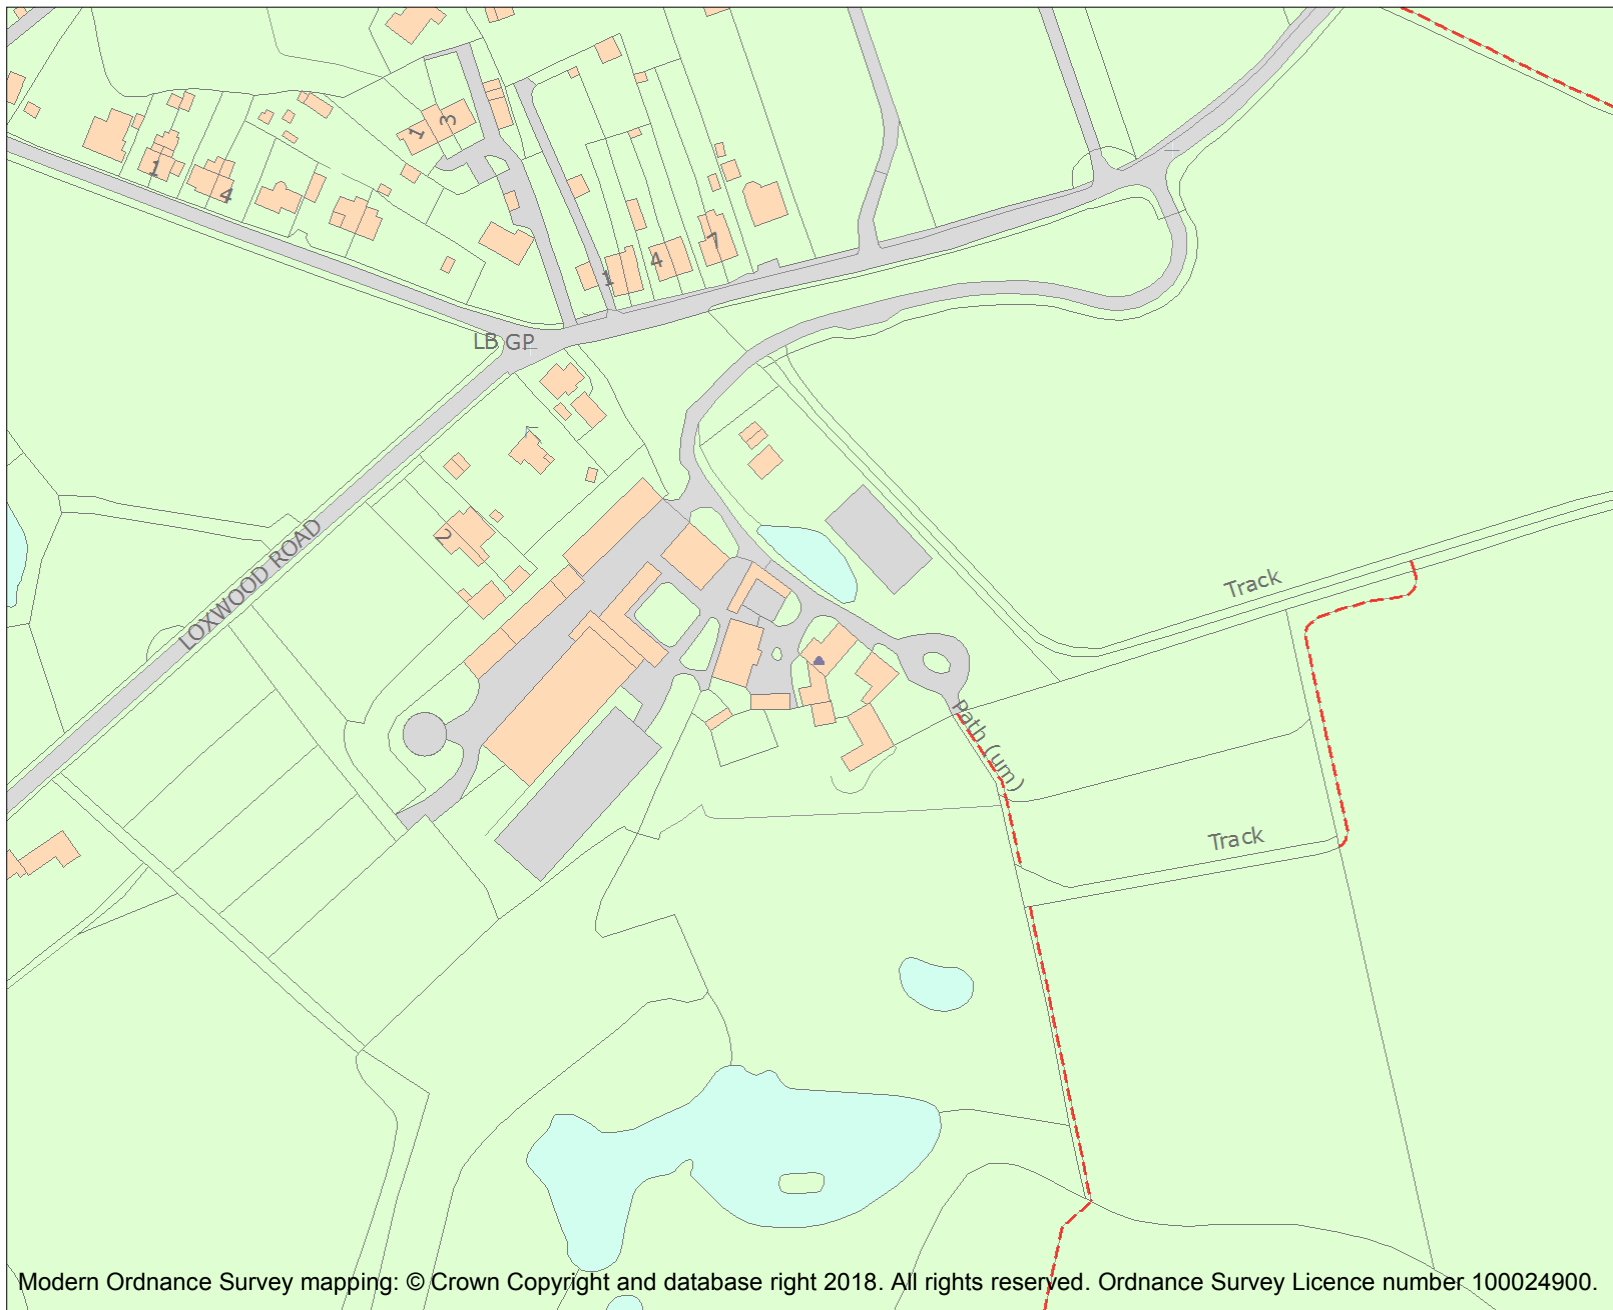 1
3
1
4
1
4
7
LB GP
2
LOXWOOD ROAD
Track
Path (um)
Track
Modern Ordnance Survey mapping: © Crown Copyright and database right 2018. All rights reserved. Ordnance Survey Licence number 100024900.